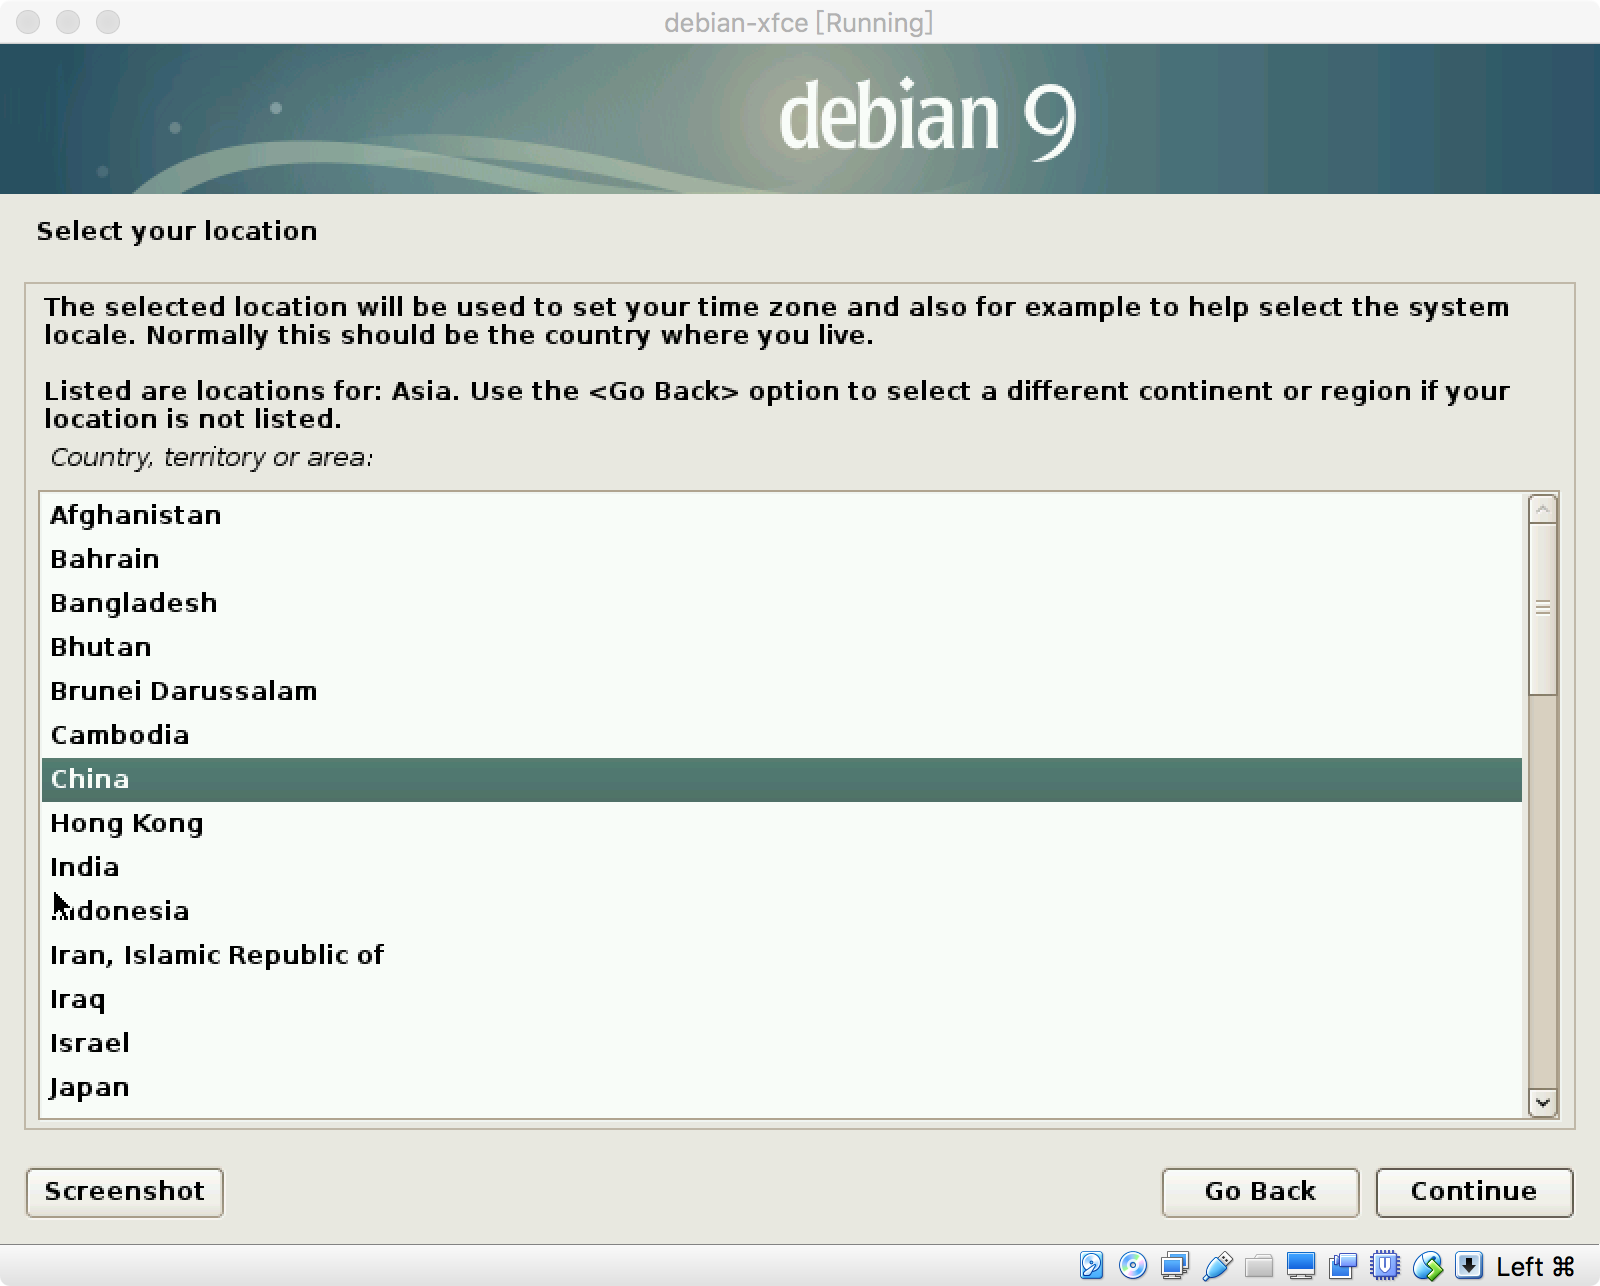 debian-xfce [Running]
debian 9
Select your location
The selected location will be used to set your time zone and also for example to help select the system
locale. Normally this should be the country where you live.
Listed are locations for: Asia. Use the <Go Back> option to select a different continent or region if your
location is not listed.
Country, territory or area:
Afghanistan
Bahrain
Bangladesh
Bhutan
Brunei Darussalam
Cambodia
China
Hong Kong
India
Indonesia
Iran, Islamic Republic of
Iraq
Israel
Japan
Screenshot
Go Back
Continue
Left ⌘